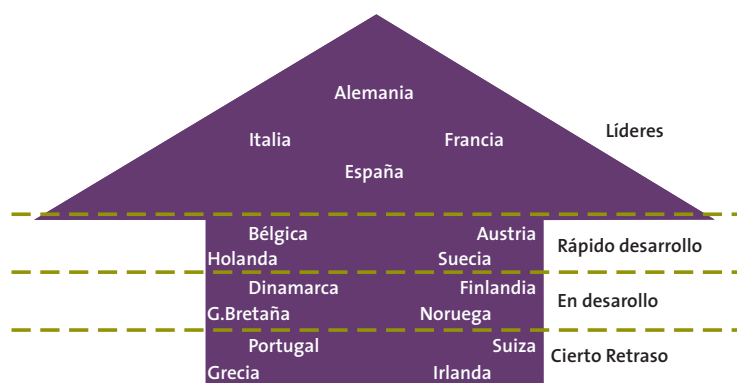 Alemania
Líderes
Italia Francia
España
Bélgica Austria
Rápido desarrollo
Holanda Suecia
Dinamarca Finlandia
En desarollo
G.Bretaña Noruega
Portugal Suiza
Cierto Retraso
Grecia Irlanda